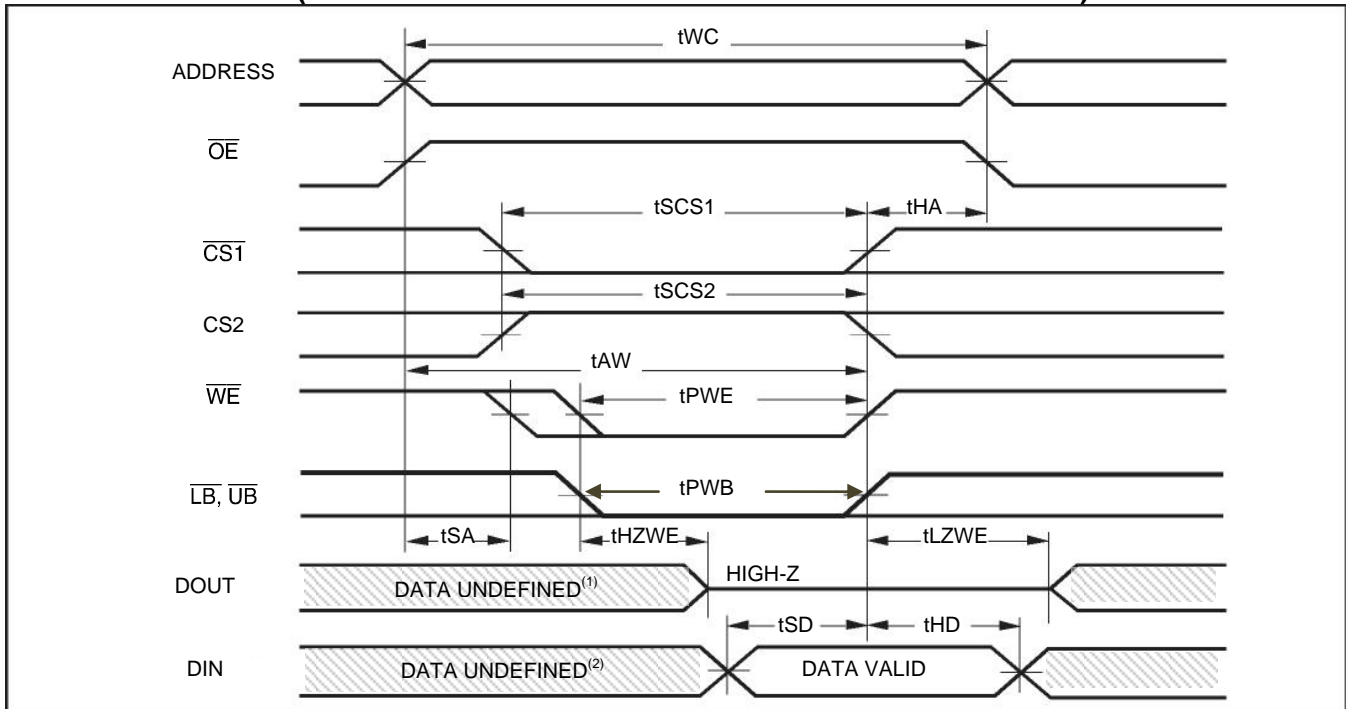 tWC
ADDRESS
OE
tSCS1
tHA
CS1
tSCS2
CS2
tAW
WE
tPWE
LB, UB
tPWB
tSA
tHZWE
tLZWE
DOUT
DATA UNDEFINED(1)
HIGH-Z
tSD
tHD
DIN
DATA UNDEFINED(2)
DATA VALID